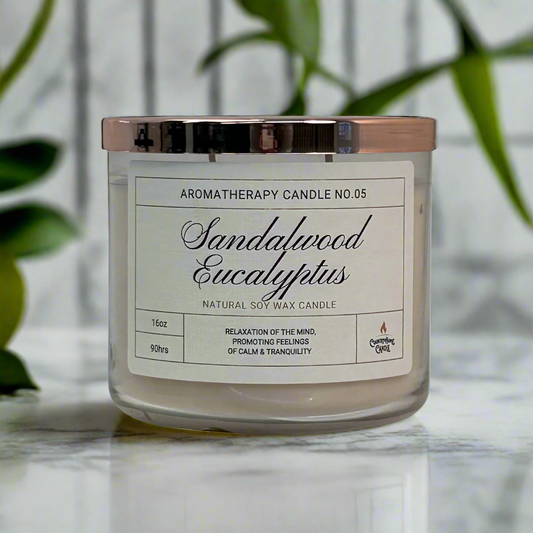 AROMATHERAPY CANDLE NO.05
Sandalwood
Eucalyptus
NATURAL SOY WAX CANDLE
16oz
90hrs
RELAXATION OF THE MIND,
PROMOTING FEELINGS
OF CALM & TRANQUILITY
CANDLE